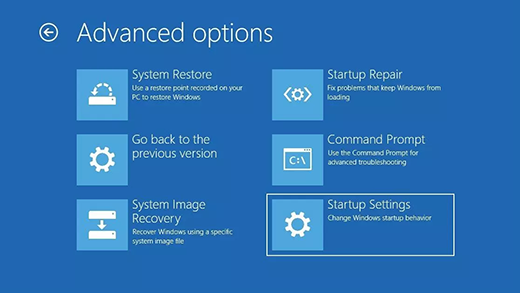 Advanced options
System Restore
Use a restore point recorded on your
PC to restore Windows
Startup Repair
Fix problems that keep Windows from
loading
Go back to the
previous version
Command Prompt
Use the Command Prompt for
advanced troubleshooting
C:\
System Image
Recovery
Recover Windows using a specific
system image file
Startup Settings
Change Windows startup behavior